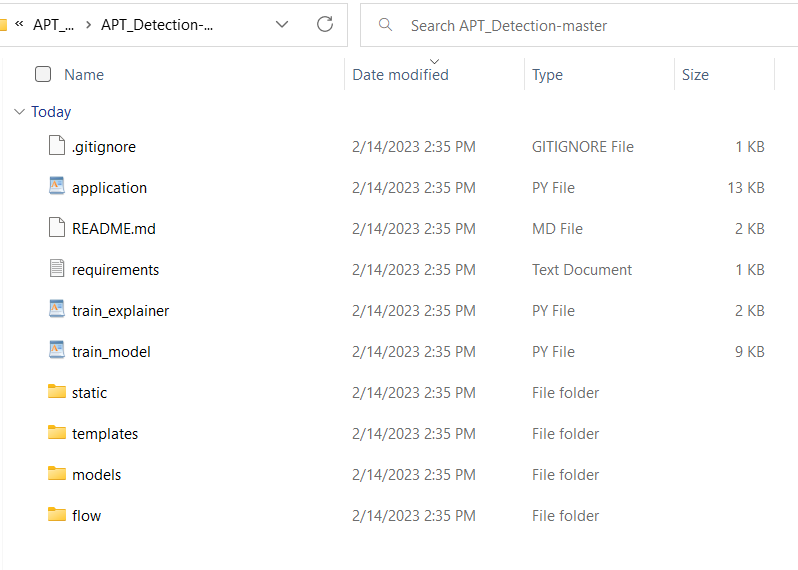 « APT_... > APT_Detection-... Search APT_Detection-master
Name Date modified Type Size
Today
.gitignore 2/14/2023 2:35 PM GITIGNORE File 1 KB
application 2/14/2023 2:35 PM PY File 13 KB
README.md 2/14/2023 2:35 PM MD File 2 KB
requirements 2/14/2023 2:35 PM Text Document 1 KB
train_explainer 2/14/2023 2:35 PM PY File 2 KB
train_model 2/14/2023 2:35 PM PY File 9 KB
static 2/14/2023 2:35 PM File folder
templates 2/14/2023 2:35 PM File folder
models 2/14/2023 2:35 PM File folder
flow 2/14/2023 2:35 PM File folder